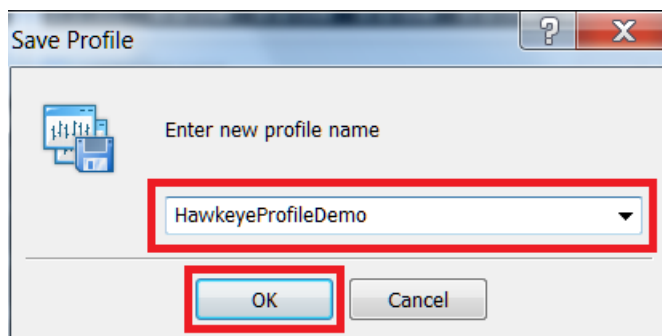 Save Profile
Enter new profile name
HawkeyeProfileDemo
OK Cancel